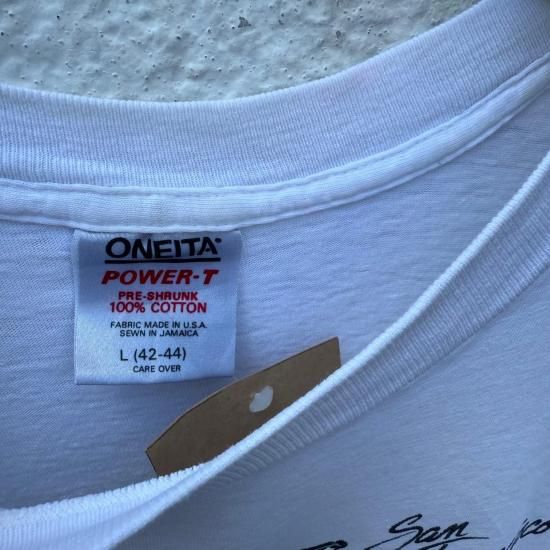 ONEITA®
POWER-T
PRE-SHRUNK
100% COTTON
FABRIC MADE IN U.S.A.
SEWN IN JAMAICA
L (42-44)
CARE OVER
San